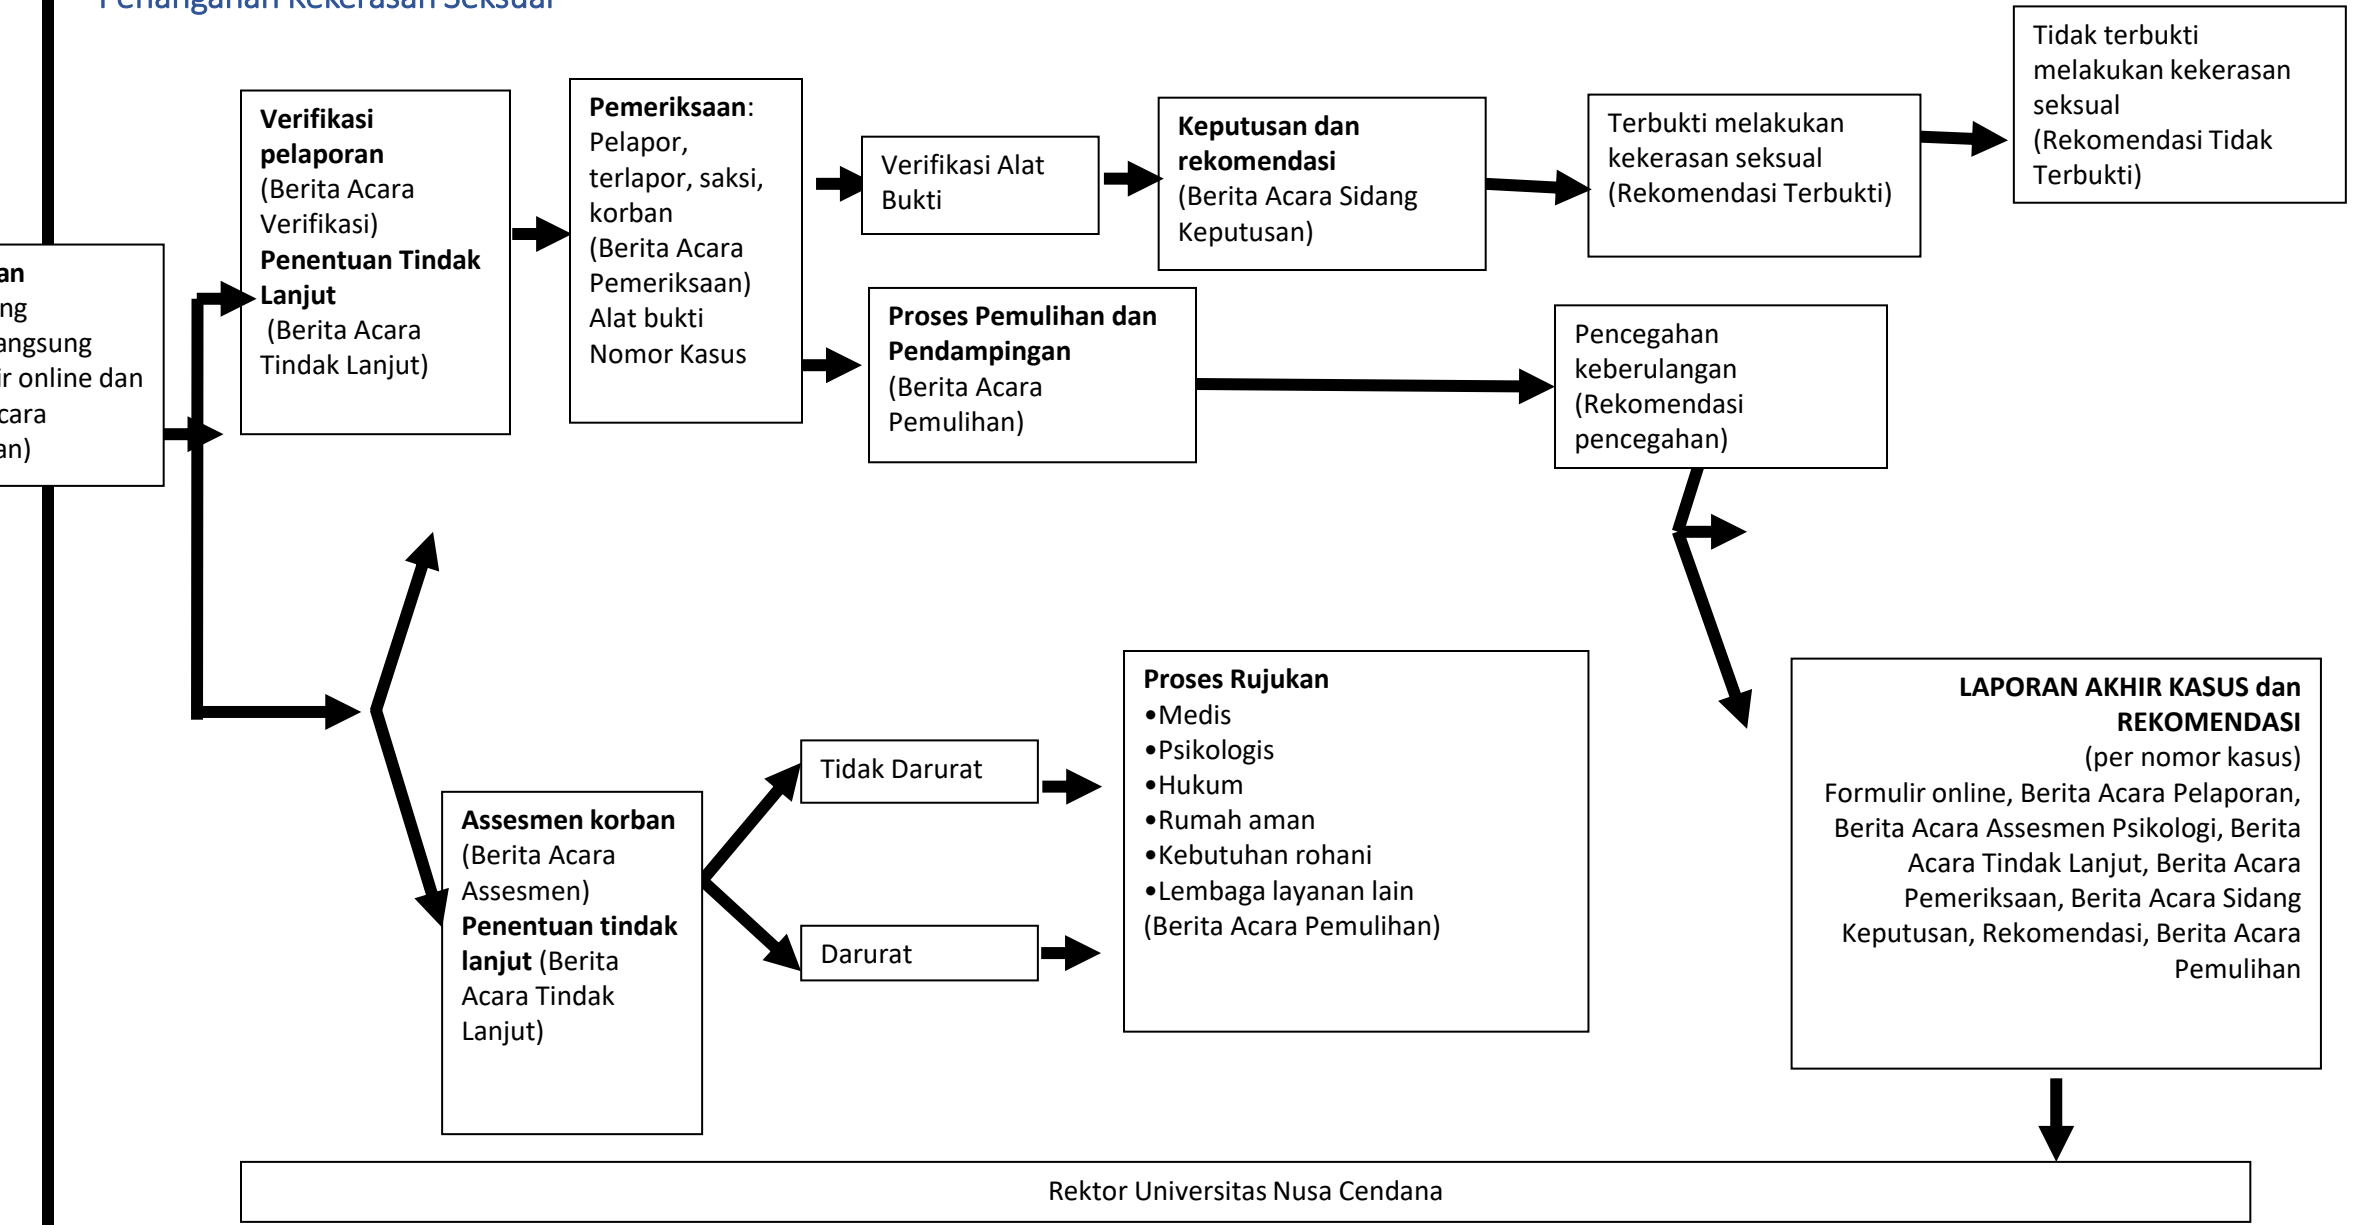 Penanganan Kekerasan Seksual
an
ng
angsung
ir online dan
cara
an)
Verifikasi
pelaporan
(Berita Acara
Verifikasi)
Penentuan Tindak
Lanjut
(Berita Acara
Tindak Lanjut)
Pemeriksaan:
Pelapor,
terlapor, saksi,
korban
(Berita Acara
Pemeriksaan)
Alat bukti
Nomor Kasus
Verifikasi Alat
Bukti
Keputusan dan
rekomendasi
(Berita Acara Sidang
Keputusan)
Terbukti melakukan
kekerasan seksual
(Rekomendasi Terbukti)
Tidak terbukti
melakukan kekerasan
seksual
(Rekomendasi Tidak
Terbukti)
Proses Pemulihan dan
Pendampingan
(Berita Acara
Pemulihan)
Pencegahan
keberulangan
(Rekomendasi
pencegahan)
Assesmen korban
(Berita Acara
Assesmen)
Penentuan tindak
lanjut (Berita
Acara Tindak
Lanjut)
Tidak Darurat
Darurat
Proses Rujukan
•Medis
•Psikologis
•Hukum
•Rumah aman
•Kebutuhan rohani
•Lembaga layanan lain
(Berita Acara Pemulihan)
LAPORAN AKHIR KASUS dan
REKOMENDASI
(per nomor kasus)
Formulir online, Berita Acara Pelaporan,
Berita Acara Assesmen Psikologi, Berita
Acara Tindak Lanjut, Berita Acara
Pemeriksaan, Berita Acara Sidang
Keputusan, Rekomendasi, Berita Acara
Pemulihan
Rektor Universitas Nusa Cendana